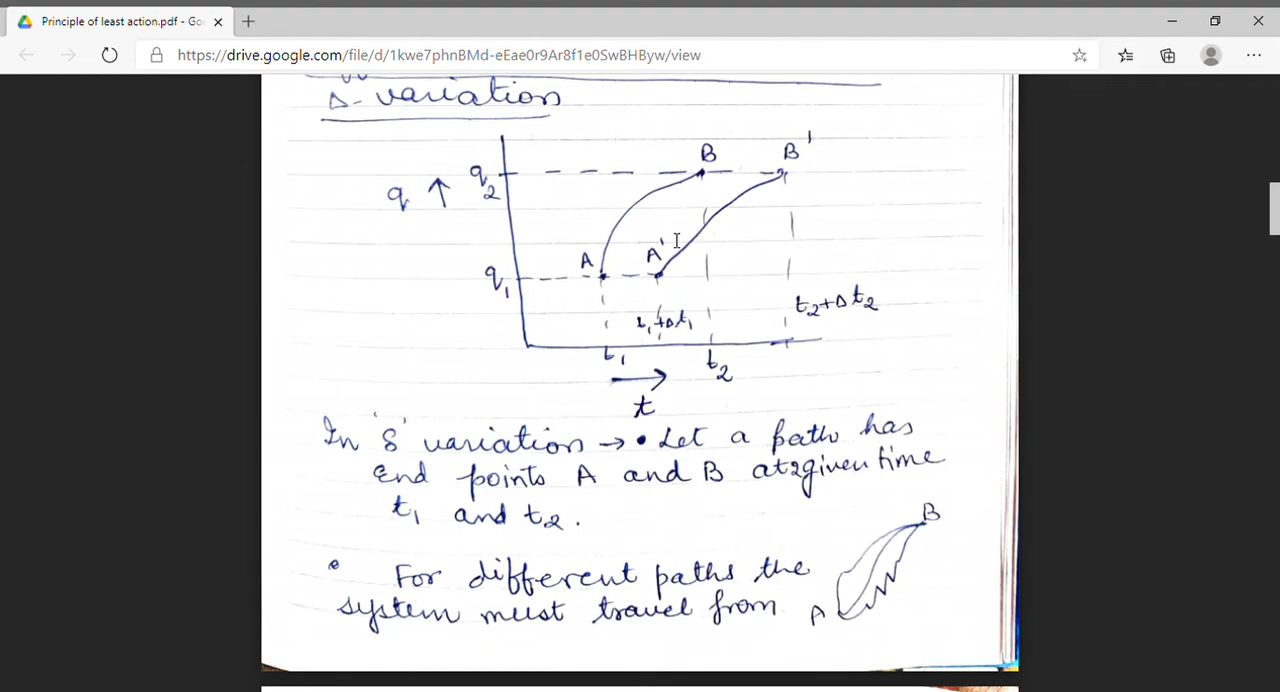 Principle of least action.pdf - Goo
https://drive.google.com/file/d/1kwe7phnBMd-eEae0r9Ar8f1e0SwBHByw/view
Δ- variation
B B'
q ↑ q2
A A'
q1
t1+Δt1 t2+Δt2
t1 t2
t
In 'δ' variation → • Let a path has
end points A and B at 2 given time
t1 and t2.
B
• For different paths the
system must travel from A